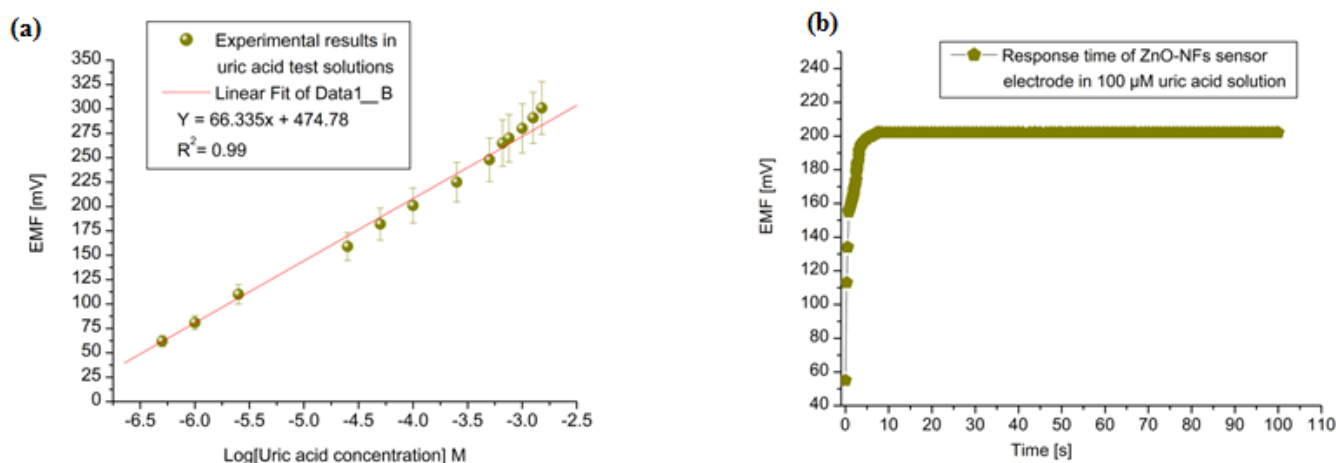 (a)
Experimental results in
uric acid test solutions
Linear Fit of Data1__B
Y = 66.335x + 474.78
R²= 0.99
350
325
300
275
250
225
200
175
150
125
100
75
50
25
0
EMF [mV]
-6.5 -6.0 -5.5 -5.0 -4.5 -4.0 -3.5 -3.0 -2.5
Log[Uric acid concentration] M
(b)
Response time of ZnO-NFs sensor
electrode in 100 µM uric acid solution
240
220
200
180
160
140
120
100
80
60
40
EMF [mV]
0 10 20 30 40 50 60 70 80 90 100 110
Time [s]